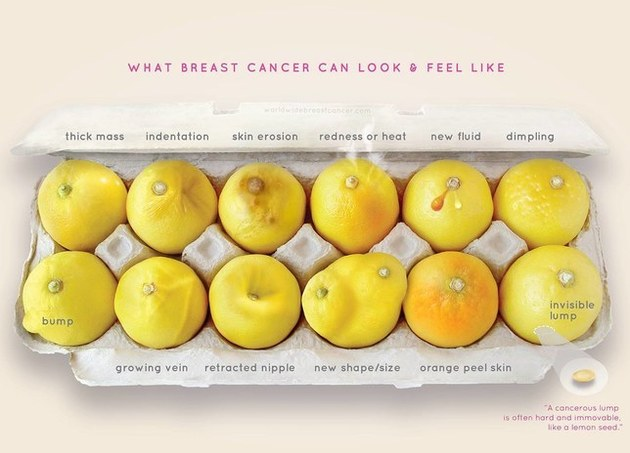 WHAT BREAST CANCER CAN LOOK & FEEL LIKE
worldwidebreastcancer.com
thick mass indentation skin erosion redness or heat new fluid dimpling
bump
invisible
lump
growing vein retracted nipple new shape/size orange peel skin
"A cancerous lump
is often hard and immovable,
like a lemon seed."